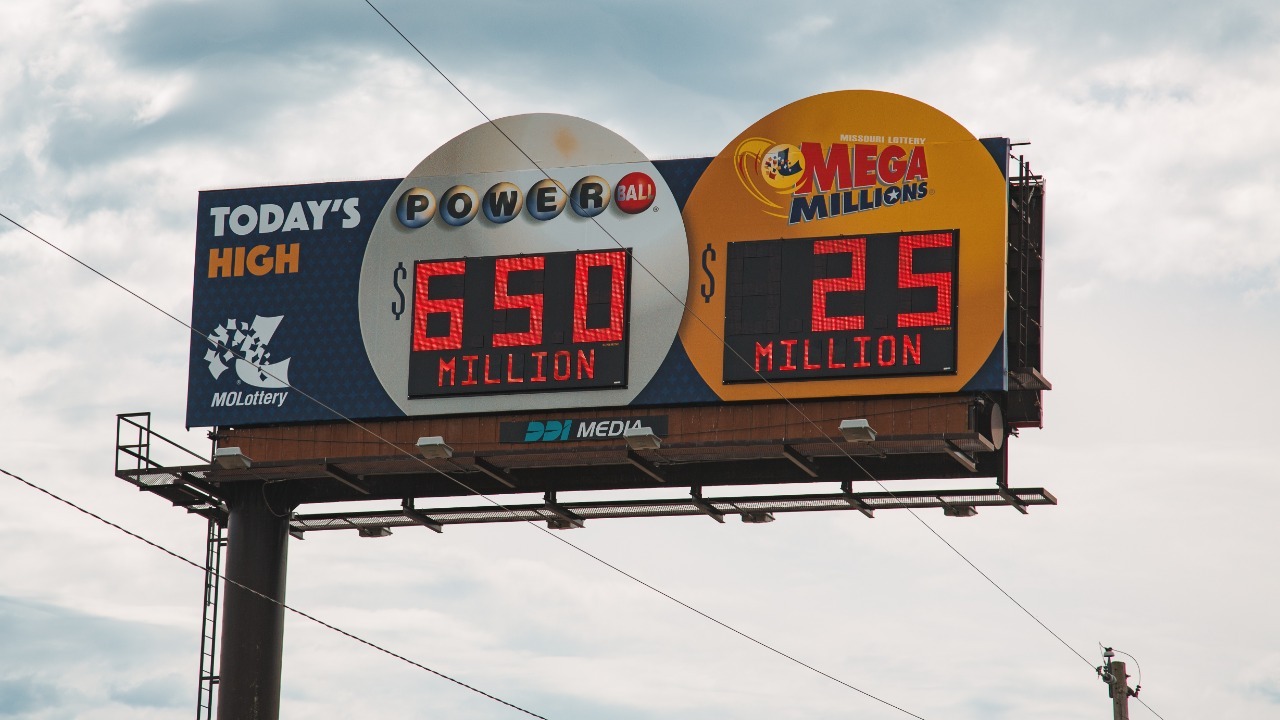 TODAY'S
HIGH
MOLottery
POWERBALL
$ 650
MILLION
MISSOURI LOTTERY
MEGA
MILLIONS
$ 25
MILLION
DDI MEDIA